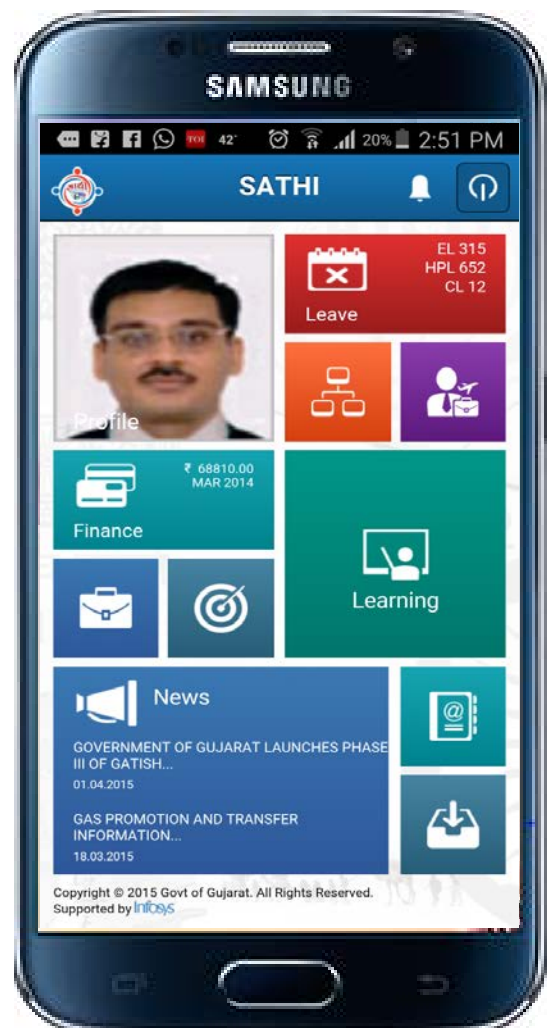 SAMSUNG
TOI 42° 20% 2:51 PM
SATHI
Profile
EL 315
HPL 652
CL 12
Leave
₹ 68810.00
MAR 2014
Finance
Learning
News
GOVERNMENT OF GUJARAT LAUNCHES PHASE
III OF GATISH...
01.04.2015
GAS PROMOTION AND TRANSFER
INFORMATION...
18.03.2015
Copyright © 2015 Govt of Gujarat. All Rights Reserved.
Supported by Infosys